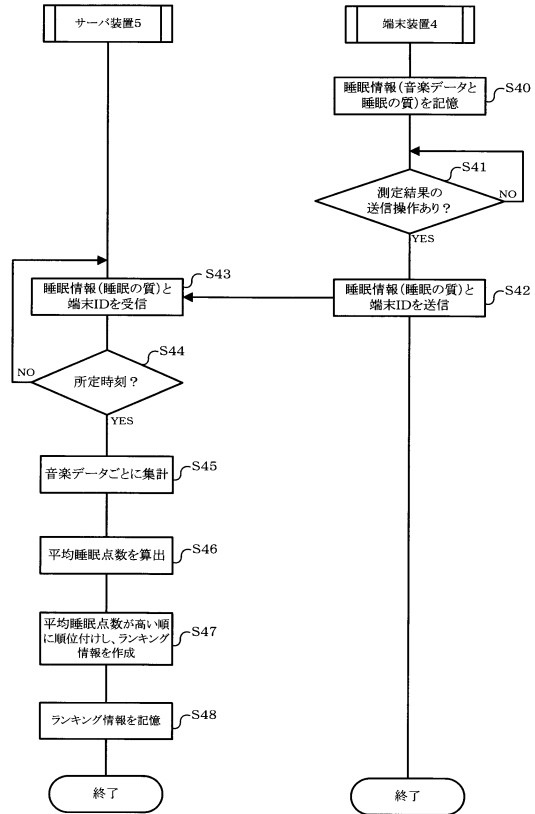 サーバ装置5
端末装置4
睡眠情報(音楽データと
睡眠の質)を記憶
S40
測定結果の
送信操作あり?
S41
NO
YES
睡眠情報(睡眠の質)と
端末IDを受信
S43
睡眠情報(睡眠の質)と
端末IDを送信
S42
所定時刻?
S44
NO
YES
音楽データごとに集計
S45
平均睡眠点数を算出
S46
平均睡眠点数が高い順
に順位付けし、ランキング
情報を作成
S47
ランキング情報を記憶
S48
終了
終了